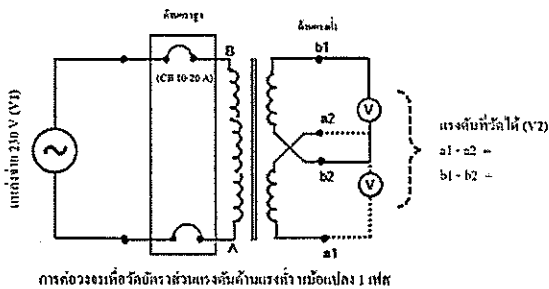 ด้านแรงสูง
ด้านแรงต่ำ
B
b1
(CB 10-20 A)
V
แหล่งจ่าย 230 V (V1)
a2
แรงดันที่วัดได้ (V2)
a1 - a2 =
b2
b1 - b2 =
V
A
a1
การต่อวงจรเพื่อวัดอัตราส่วนแรงดันด้านแรงต่ำ หม้อแปลง 1 เฟส